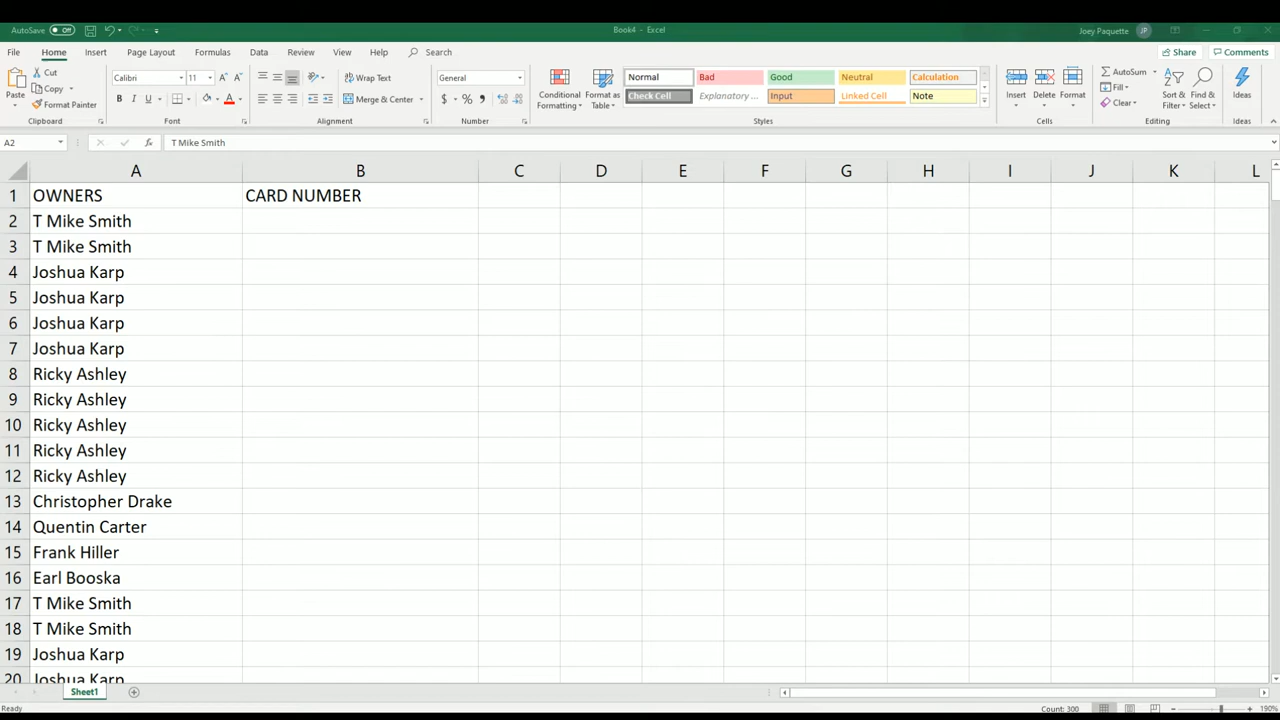 AutoSave Off
Book4 - Excel
Joey Paquette JP
File Home Insert Page Layout Formulas Data Review View Help Search
Share Comments
Paste
Cut
Copy
Format Painter
Clipboard
Calibri 11
B I U
Font
Wrap Text
Merge & Center
Alignment
General
$ % ,
Number
Conditional Formatting
Format as Table
Normal Bad Good Neutral Calculation
Check Cell Explanatory ... Input Linked Cell Note
Styles
Insert Delete Format
Cells
AutoSum
Fill
Clear
Sort & Filter
Find & Select
Editing
Ideas
Ideas
A2 fx T Mike Smith
A B C D E F G H I J K L
1 OWNERS CARD NUMBER
2 T Mike Smith
3 T Mike Smith
4 Joshua Karp
5 Joshua Karp
6 Joshua Karp
7 Joshua Karp
8 Ricky Ashley
9 Ricky Ashley
10 Ricky Ashley
11 Ricky Ashley
12 Ricky Ashley
13 Christopher Drake
14 Quentin Carter
15 Frank Hiller
16 Earl Booska
17 T Mike Smith
18 T Mike Smith
19 Joshua Karp
20 Joshua Karp
Sheet1
Ready
Count: 300
190%